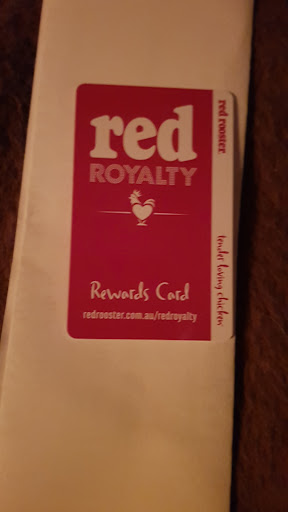 red
ROYALTY
Rewards Card
redrooster.com.au/redroyalty
red rooster.
tender loving chicken